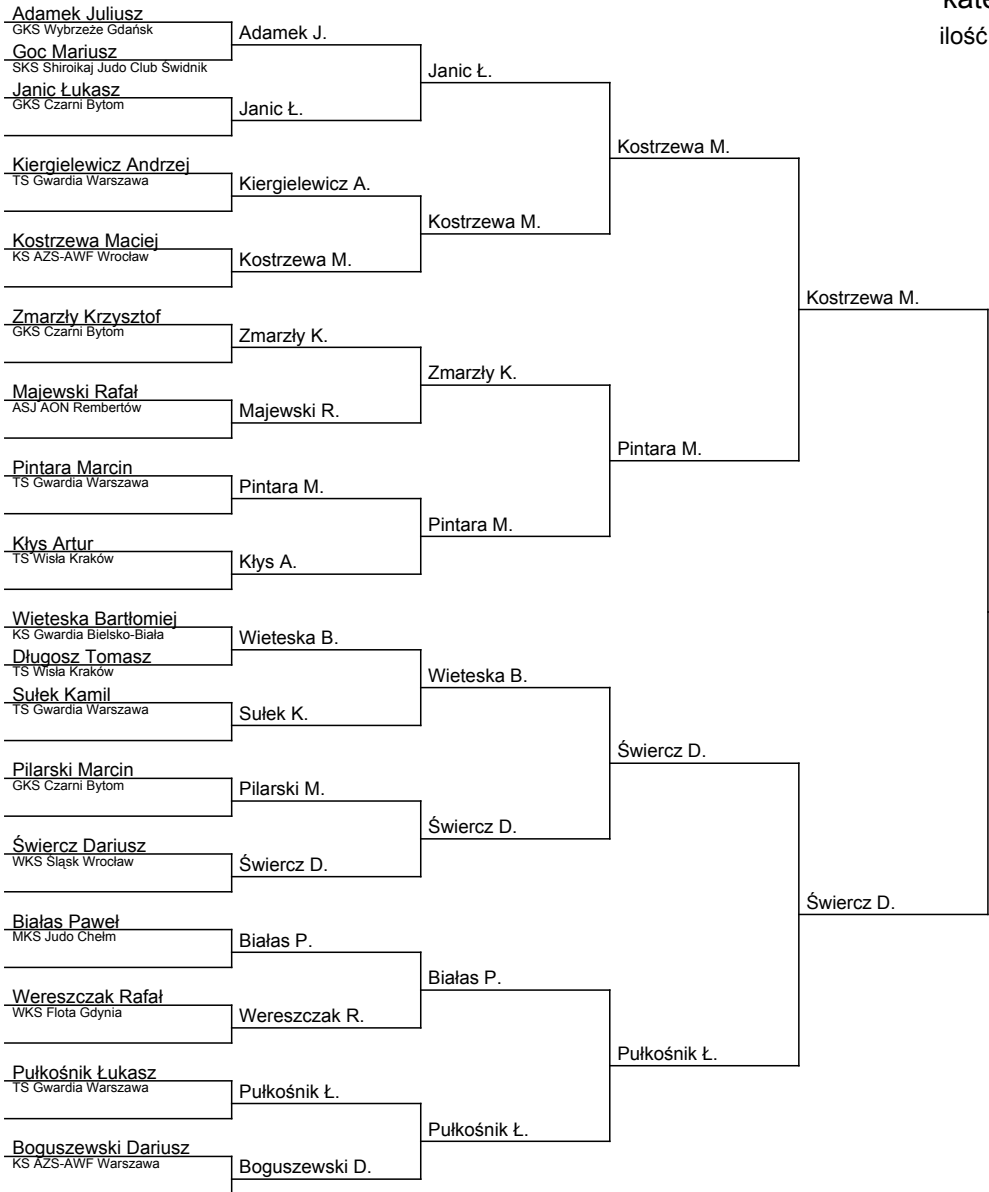 Adamek Juliusz
GKS Wybrzeże Gdańsk
Adamek J.
Goc Mariusz
SKS Shiroikaj Judo Club Świdnik
ilość
Janic Ł.
Janic Łukasz
GKS Czarni Bytom
Janic Ł.
Kostrzewa M.
Kiergielewicz Andrzej
TS Gwardia Warszawa
Kiergielewicz A.
Kostrzewa M.
Kostrzewa Maciej
KS AZS-AWF Wrocław
Kostrzewa M.
Kostrzewa M.
Zmarzły Krzysztof
GKS Czarni Bytom
Zmarzły K.
Zmarzły K.
Majewski Rafał
ASJ AON Rembertów
Majewski R.
Pintara M.
Pintara Marcin
TS Gwardia Warszawa
Pintara M.
Pintara M.
Kłys Artur
TS Wisła Kraków
Kłys A.
Wieteska Bartłomiej
KS Gwardia Bielsko-Biała
Wieteska B.
Długosz Tomasz
TS Wisła Kraków
Wieteska B.
Sułek Kamil
TS Gwardia Warszawa
Sułek K.
Świercz D.
Pilarski Marcin
GKS Czarni Bytom
Pilarski M.
Świercz D.
Świercz Dariusz
WKS Śląsk Wrocław
Świercz D.
Świercz D.
Białas Paweł
MKS Judo Chełm
Białas P.
Białas P.
Wereszczak Rafał
WKS Flota Gdynia
Wereszczak R.
Pułkośnik Ł.
Pułkośnik Łukasz
TS Gwardia Warszawa
Pułkośnik Ł.
Pułkośnik Ł.
Boguszewski Dariusz
KS AZS-AWF Warszawa
Boguszewski D.